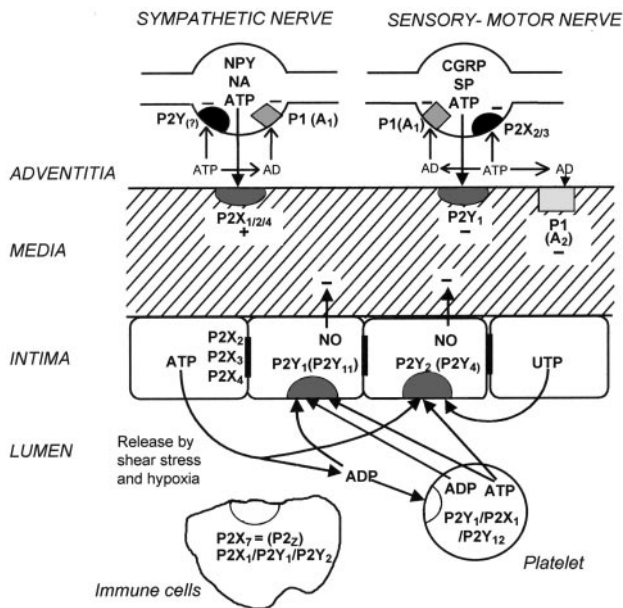 SYMPATHETIC NERVE
SENSORY- MOTOR NERVE
NPY
NA
ATP
CGRP
SP
ATP
−
−
−
−
P2Y(?)
P1 (A1)
P1(A1)
P2X2/3
ATP
AD
AD
ATP
AD
ADVENTITIA
P2X1/2/4
+
P2Y1
−
P1
(A2)
−
MEDIA
−
−
INTIMA
ATP
P2X2
P2X3
P2X4
NO
P2Y1(P2Y11)
NO
P2Y2 (P2Y4)
UTP
LUMEN
Release by
shear stress
and hypoxia
ADP
ADP
ATP
P2Y1/P2X1
/P2Y12
Platelet
P2X7 = (P2Z)
P2X1/P2Y1/P2Y2
Immune cells